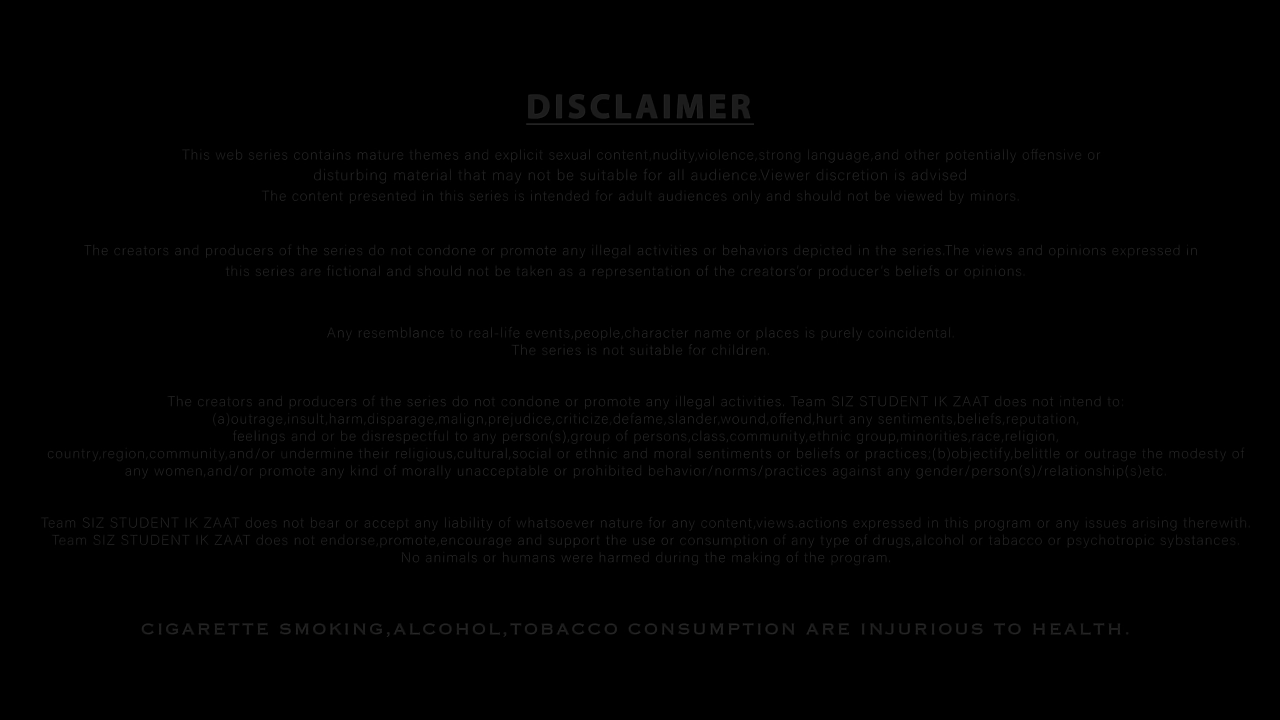 DISCLAIMER
This web series contains mature themes and explicit sexual content,nudity,violence,strong language,and other potentially offensive or
disturbing material that may not be suitable for all audience.Viewer discretion is advised
The content presented in this series is intended for adult audiences only and should not be viewed by minors.
The creators and producers of the series do not condone or promote any illegal activities or behaviors depicted in the series.The views and opinions expressed in
this series are fictional and should not be taken as a representation of the creators'or producer's beliefs or opinions.
Any resemblance to real-life events,people,character name or places is purely coincidental.
The series is not suitable for children.
The creators and producers of the series do not condone or promote any illegal activities. Team SIZ STUDENT IK ZAAT does not intend to:
(a)outrage,insult,harm,disparage,malign,prejudice,criticize,defame,slander,wound,offend,hurt any sentiments,beliefs,reputation,
feelings and or be disrespectful to any person(s),group of persons,class,community,ethnic group,minorities,race,religion,
country,region,community,and/or undermine their religious,cultural,social or ethnic and moral sentiments or beliefs or practices,(b)objectify,belittle or outrage the modesty of
any women,and/or promote any kind of morally unacceptable or prohibited behavior/norms/practices against any gender/person(s)/relationship(s)etc.
Team SIZ STUDENT IK ZAAT does not bear or accept any liability of whatsoever nature for any content,views.actions expressed in this program or any issues arising therewith.
Team SIZ STUDENT IK ZAAT does not endorse,promote,encourage and support the use or consumption of any type of drugs,alcohol or tabacco or psychotropic sybstances.
No animals or humans were harmed during the making of the program.
CIGARETTE SMOKING,ALCOHOL,TOBACCO CONSUMPTION ARE INJURIOUS TO HEALTH.